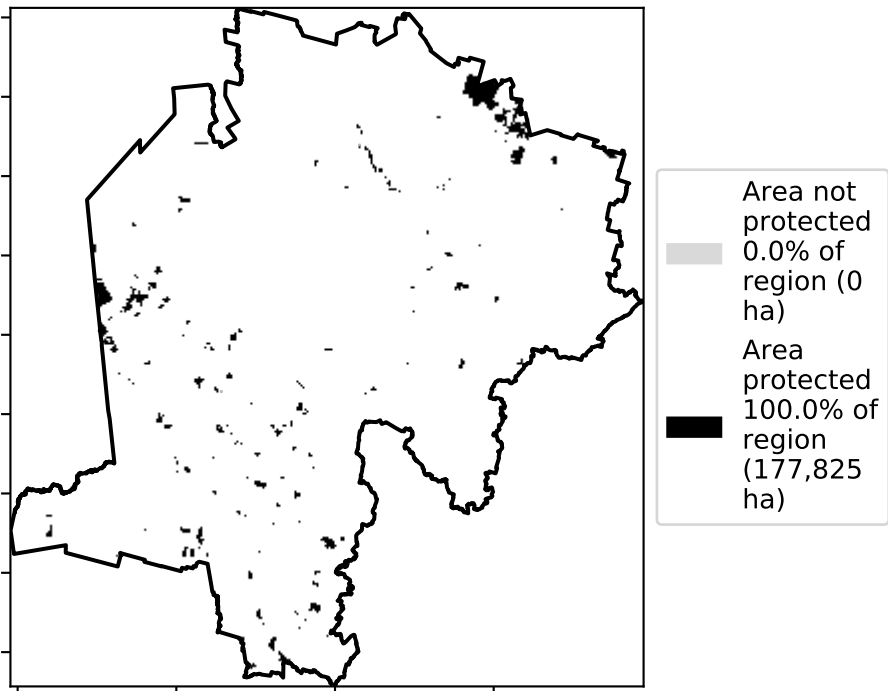 Area not
protected
0.0% of
region (0
ha)
Area
protected
100.0% of
region
(177,825
ha)